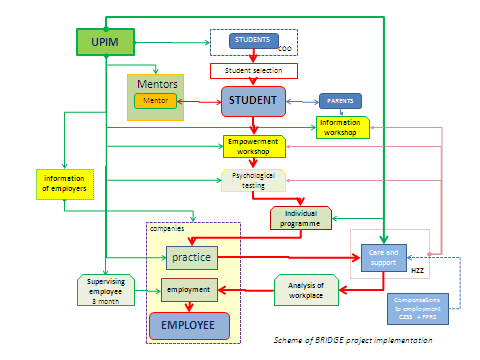 UPIM
STUDENTS
COO
Student selection
Mentors
Mentor
STUDENT
PARENTS
Information
workshop
Empowerment
workshop
Psychological
testing
information
of employers
Individual
programme
companies
practice
Care and
support
HZZ
Supervising
employee
3 month
employment
Analysis of
workplace
Compensations
to employment
CZSS + FPRZ
EMPLOYEE
Scheme of BRIDGE project implementation